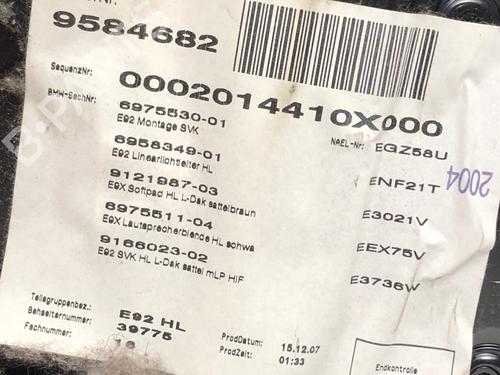 9584682
SequenzNr: 0002014410X000
BMW-SachNr: NAEL-Nr:
6975530-01 EGZ58U
E92 Montage SVK
6958349-01 ENF21T
E92 Linearlichtleiter HL
9121987-03 E3021V
E9X Softpad HL L-Dak sattelbraun
6975511-04 EEX75V
E9X Lautsprecherblende HL schwa
9166023-02 E3736W
E92 SVK HL L-Dak sattel mLP HIF
2004
Teilegruppenbez.: E92 HL
Behaelternummer: 39775
Fachnummer:
ProdDatum : 15.12.07
ProdZeit: 01:33
Endkontrolle